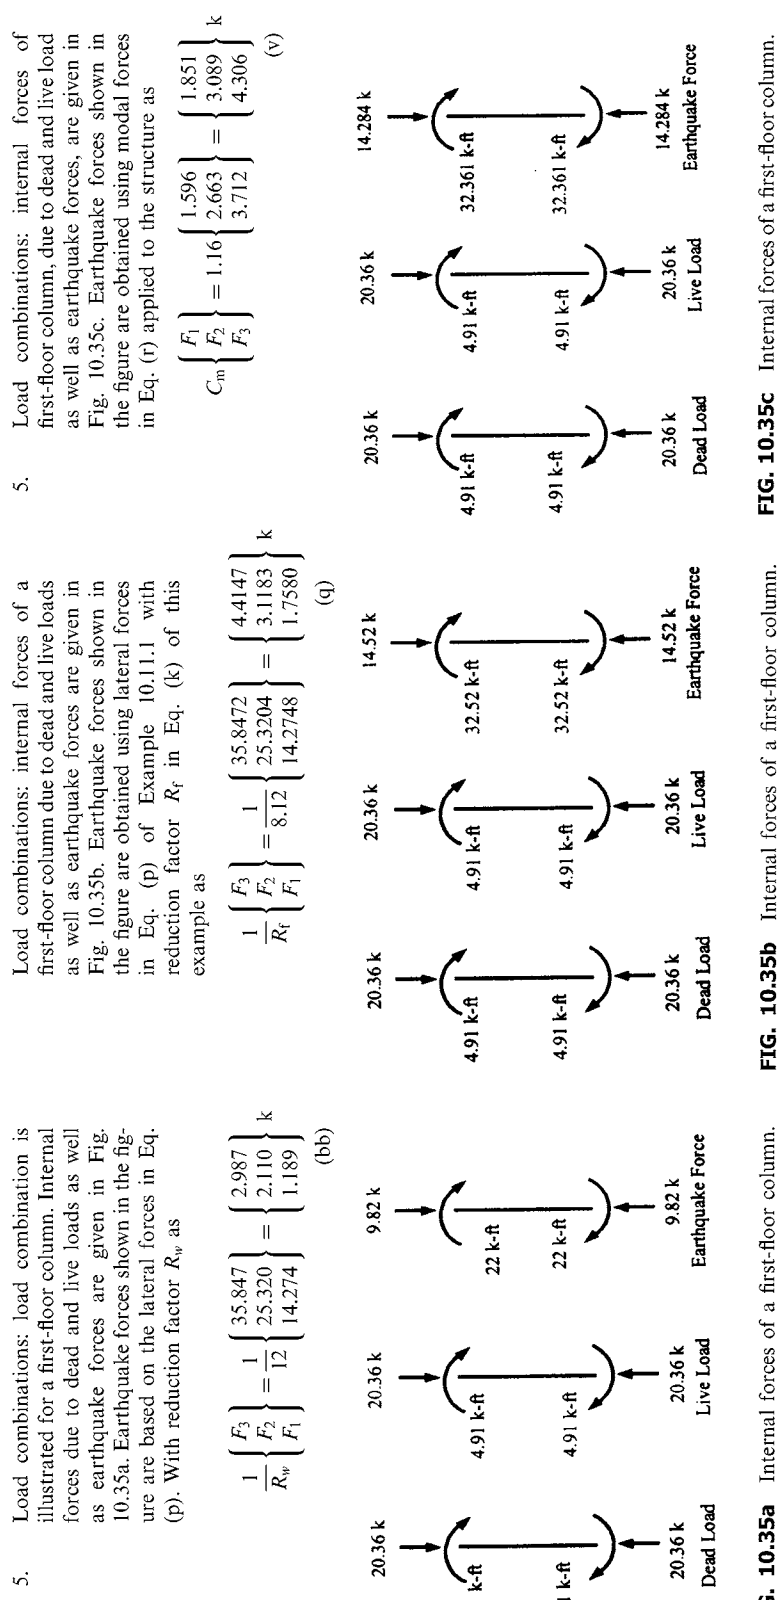 5. Load combinations: load combination is
illustrated for a first-floor column. Internal
forces due to dead and live loads as well
as earthquake forces are given in Fig.
10.35a. Earthquake forces shown in the fig-
ure are based on the lateral forces in Eq.
(p). With reduction factor R_w as
1/R_w {F_3 F_2 F_1} = 1/12 {35.847 25.320 14.274} = {2.987 2.110 1.189} k
(bb)
20.36 k 20.36 k 9.82 k
k-ft 4.91 k-ft 22 k-ft
k-ft 4.91 k-ft 22 k-ft
20.36 k 20.36 k 9.82 k
Dead Load Live Load Earthquake Force
10.35a Internal forces of a first-floor column.
5. Load combinations: internal forces of a
first-floor column due to dead and live loads
as well as earthquake forces are given in
Fig. 10.35b. Earthquake forces shown in
the figure are obtained using lateral forces
in Eq. (p) of Example 10.11.1 with
reduction factor R_f in Eq. (k) of this
example as
1/R_f {F_3 F_2 F_1} = 1/8.12 {35.8472 25.3204 14.2748} = {4.4147 3.1183 1.7580} k
(q)
20.36 k 20.36 k 14.52 k
4.91 k-ft 4.91 k-ft 32.52 k-ft
4.91 k-ft 4.91 k-ft 32.52 k-ft
20.36 k 20.36 k 14.52 k
Dead Load Live Load Earthquake Force
FIG. 10.35b Internal forces of a first-floor column.
5. Load combinations: internal forces of
first-floor column, due to dead and live load
as well as earthquake forces, are given in
Fig. 10.35c. Earthquake forces shown in
the figure are obtained using modal forces
in Eq. (r) applied to the structure as
C_m {F_1 F_2 F_3} = 1.16 {1.596 2.663 3.712} = {1.851 3.089 4.306} k
(v)
20.36 k 20.36 k 14.284 k
4.91 k-ft 4.91 k-ft 32.361 k-ft
4.91 k-ft 4.91 k-ft 32.361 k-ft
20.36 k 20.36 k 14.284 k
Dead Load Live Load Earthquake Force
FIG. 10.35c Internal forces of a first-floor column.